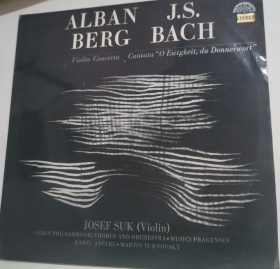 ALBAN BERG
J.S. BACH
Violin Concerto
Cantata "O Ewigkeit, du Donnerwort"
STEREO
JOSEF SUK (Violin)
CZECH PHILHARMONIC CHORUS AND ORCHESTRA • MUSICI PRAGENSES
KAREL ANČERL • MARTIN TURNOVSKÝ